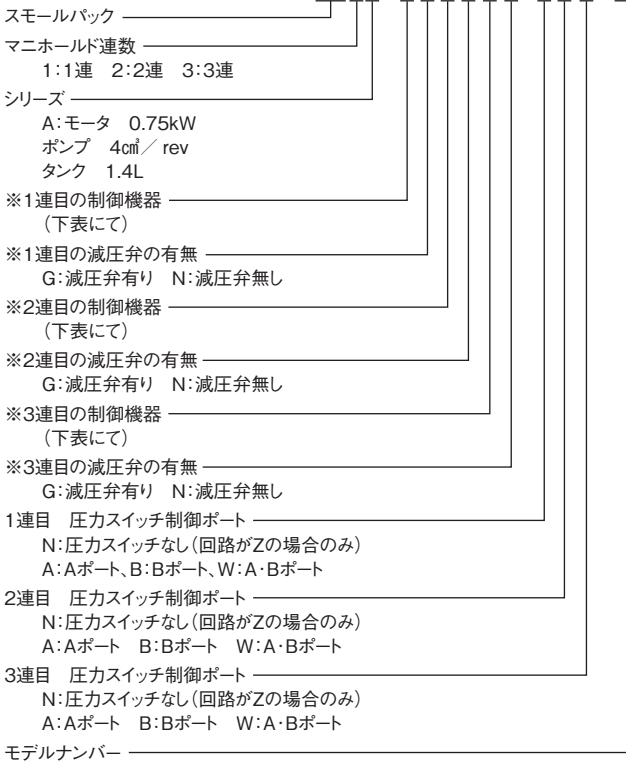 スモールパック
マニホールド連数
1：1連　2：2連　3：3連
シリーズ
A：モータ　0.75kW
ポンプ　4c㎥／rev
タンク　1.4L
※1連目の制御機器
（下表にて）
※1連目の減圧弁の有無
G：減圧弁有り　N：減圧弁無し
※2連目の制御機器
（下表にて）
※2連目の減圧弁の有無
G：減圧弁有り　N：減圧弁無し
※3連目の制御機器
（下表にて）
※3連目の減圧弁の有無
G：減圧弁有り　N：減圧弁無し
1連目　圧力スイッチ制御ポート
N：圧力スイッチなし（回路がZの場合のみ）
A：Aポート、B：Bポート、W：A・Bポート
2連目　圧力スイッチ制御ポート
N：圧力スイッチなし（回路がZの場合のみ）
A：Aポート　B：Bポート　W：A・Bポート
3連目　圧力スイッチ制御ポート
N：圧力スイッチなし（回路がZの場合のみ）
A：Aポート　B：Bポート　W：A・Bポート
モデルナンバー